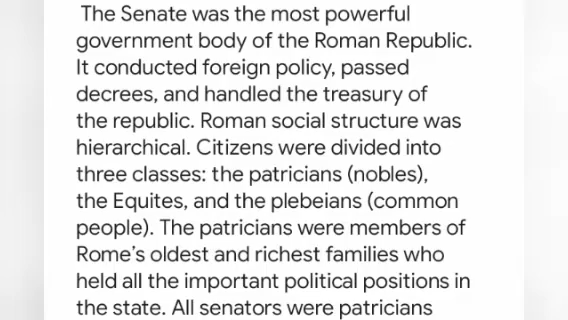 The Senate was the most powerful
government body of the Roman Republic.
It conducted foreign policy, passed
decrees, and handled the treasury of
the republic. Roman social structure was
hierarchical. Citizens were divided into
three classes: the patricians (nobles),
the Equites, and the plebeians (common
people). The patricians were members of
Rome’s oldest and richest families who
held all the important political positions in
the state. All senators were patricians